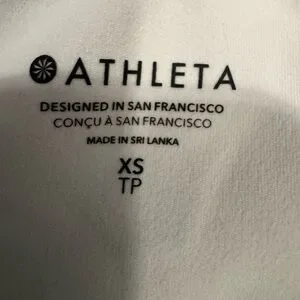 ATHLETA
DESIGNED IN SAN FRANCISCO
CONÇU À SAN FRANCISCO
MADE IN SRI LANKA
XS
TP